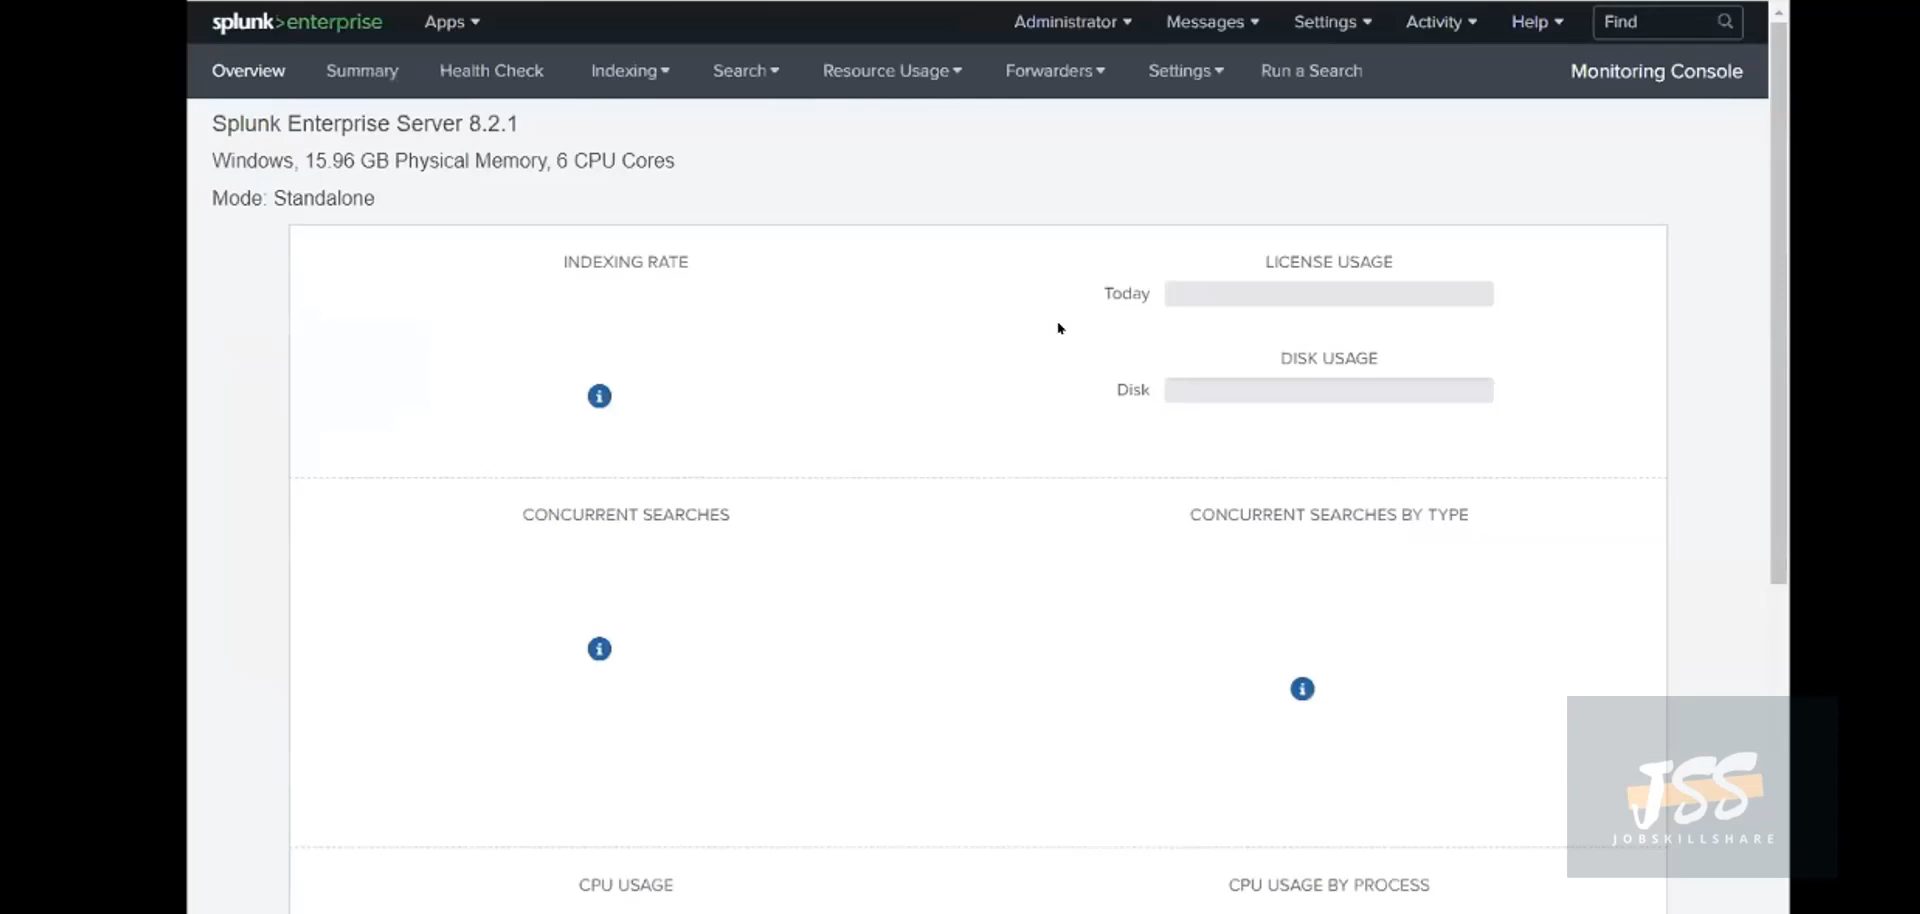 splunk>enterprise Apps Administrator Messages Settings Activity Help Find
Overview Summary Health Check Indexing Search Resource Usage Forwarders Settings Run a Search Monitoring Console
Splunk Enterprise Server 8.2.1
Windows, 15.96 GB Physical Memory, 6 CPU Cores
Mode: Standalone
INDEXING RATE
LICENSE USAGE
Today
DISK USAGE
Disk
CONCURRENT SEARCHES
CONCURRENT SEARCHES BY TYPE
JSS
JOBSKILLSHARE
CPU USAGE
CPU USAGE BY PROCESS